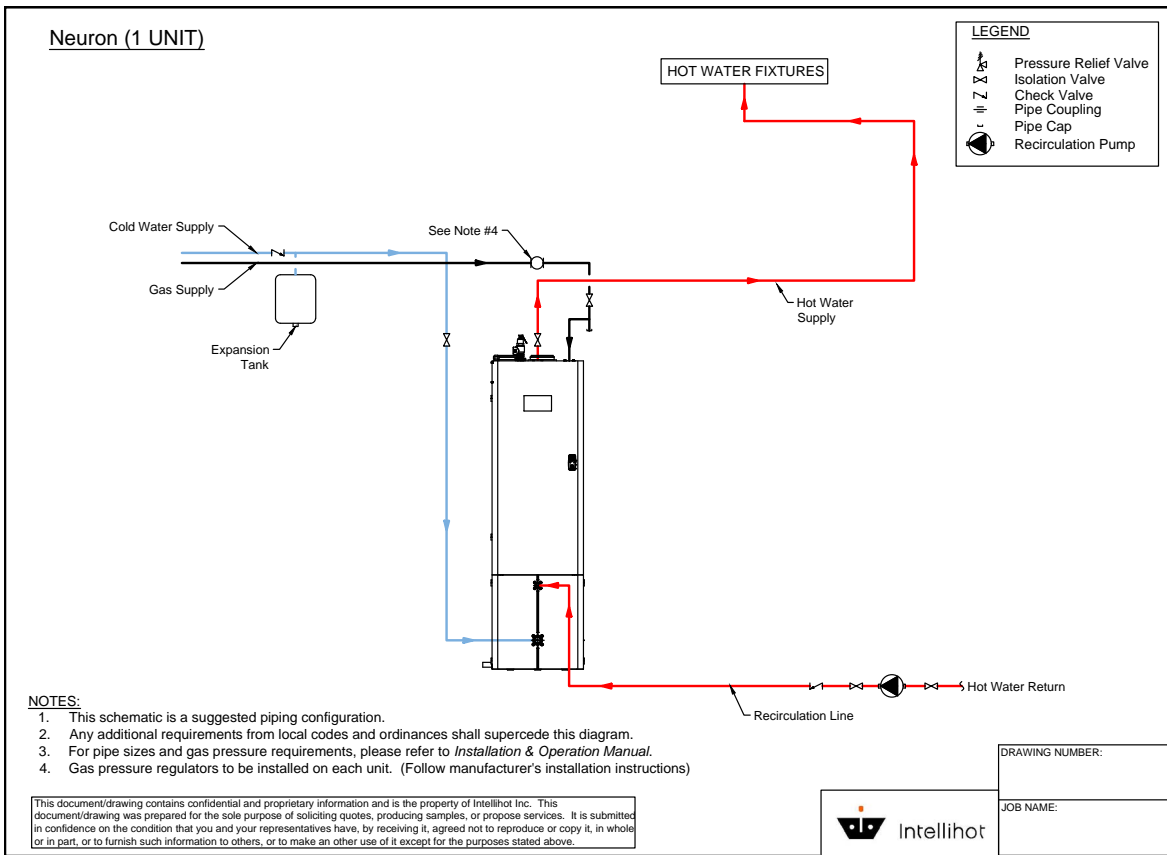 Neuron (1 UNIT)
LEGEND
Pressure Relief Valve
Isolation Valve
Check Valve
Pipe Coupling
Pipe Cap
Recirculation Pump
HOT WATER FIXTURES
Cold Water Supply
See Note #4
Gas Supply
Hot Water
Supply
Expansion
Tank
Hot Water Return
Recirculation Line
NOTES:
1. This schematic is a suggested piping configuration.
2. Any additional requirements from local codes and ordinances shall supercede this diagram.
3. For pipe sizes and gas pressure requirements, please refer to Installation & Operation Manual.
4. Gas pressure regulators to be installed on each unit. (Follow manufacturer's installation instructions)
This document/drawing contains confidential and proprietary information and is the property of Intellihot Inc. This
document/drawing was prepared for the sole purpose of soliciting quotes, producing samples, or propose services. It is submitted
in confidence on the condition that you and your representatives have, by receiving it, agreed not to reproduce or copy it, in whole
or in part, or to furnish such information to others, or to make an other use of it except for the purposes stated above.
Intellihot
DRAWING NUMBER:
JOB NAME: